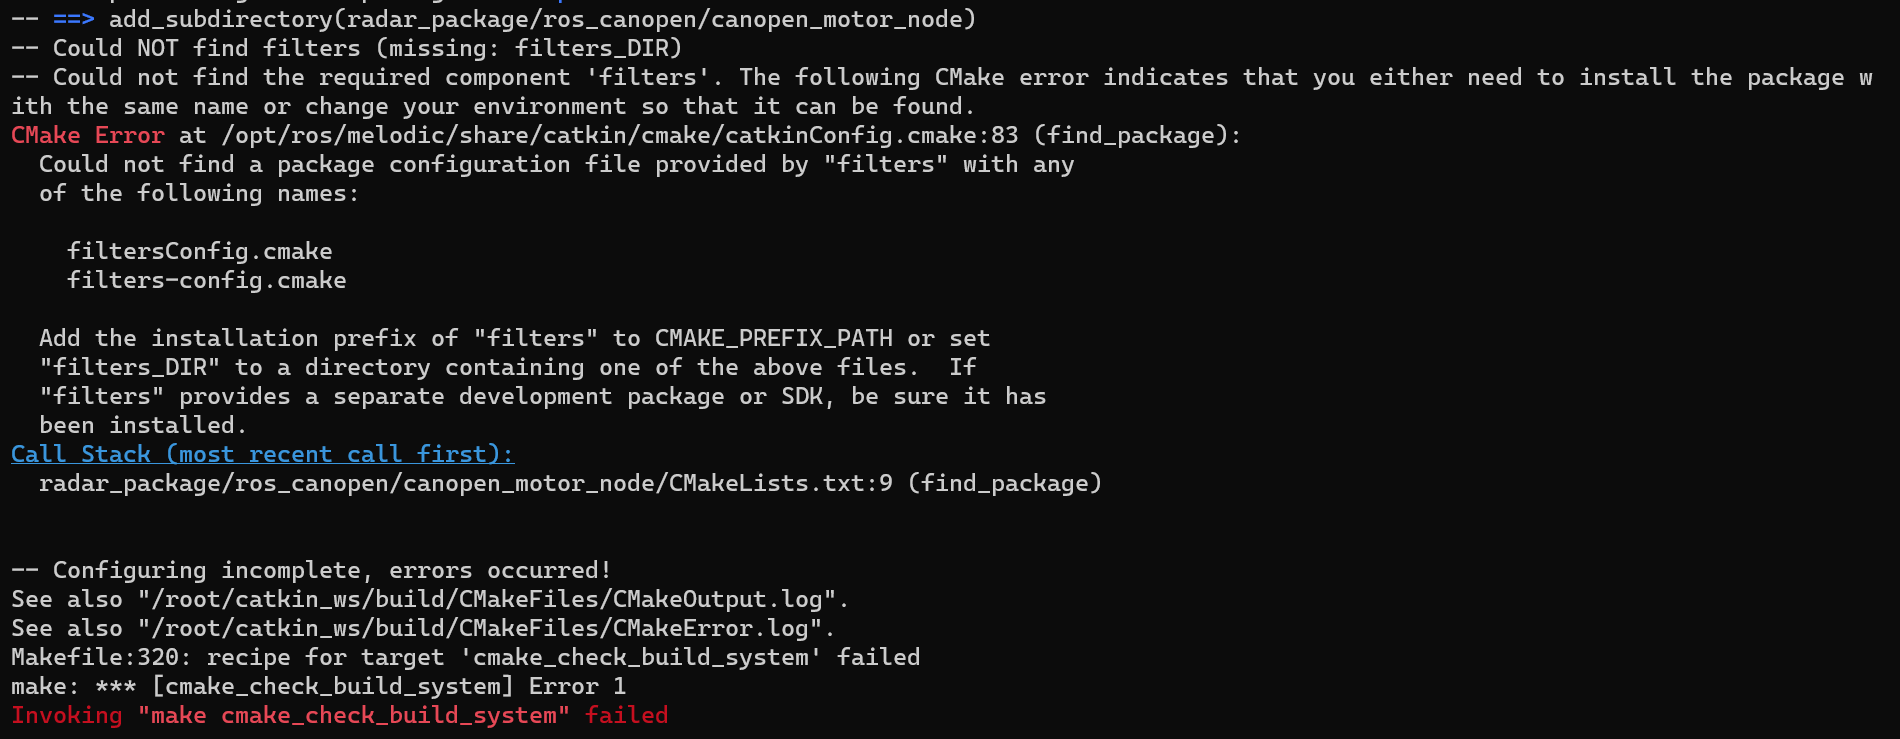 -- ==> add_subdirectory(radar_package/ros_canopen/canopen_motor_node)
-- Could NOT find filters (missing: filters_DIR)
-- Could not find the required component 'filters'. The following CMake error indicates that you either need to install the package w
ith the same name or change your environment so that it can be found.
CMake Error at /opt/ros/melodic/share/catkin/cmake/catkinConfig.cmake:83 (find_package):
  Could not find a package configuration file provided by "filters" with any
  of the following names:

    filtersConfig.cmake
    filters-config.cmake

  Add the installation prefix of "filters" to CMAKE_PREFIX_PATH or set
  "filters_DIR" to a directory containing one of the above files.  If
  "filters" provides a separate development package or SDK, be sure it has
  been installed.
Call Stack (most recent call first):
  radar_package/ros_canopen/canopen_motor_node/CMakeLists.txt:9 (find_package)


-- Configuring incomplete, errors occurred!
See also "/root/catkin_ws/build/CMakeFiles/CMakeOutput.log".
See also "/root/catkin_ws/build/CMakeFiles/CMakeError.log".
Makefile:320: recipe for target 'cmake_check_build_system' failed
make: *** [cmake_check_build_system] Error 1
Invoking "make cmake_check_build_system" failed